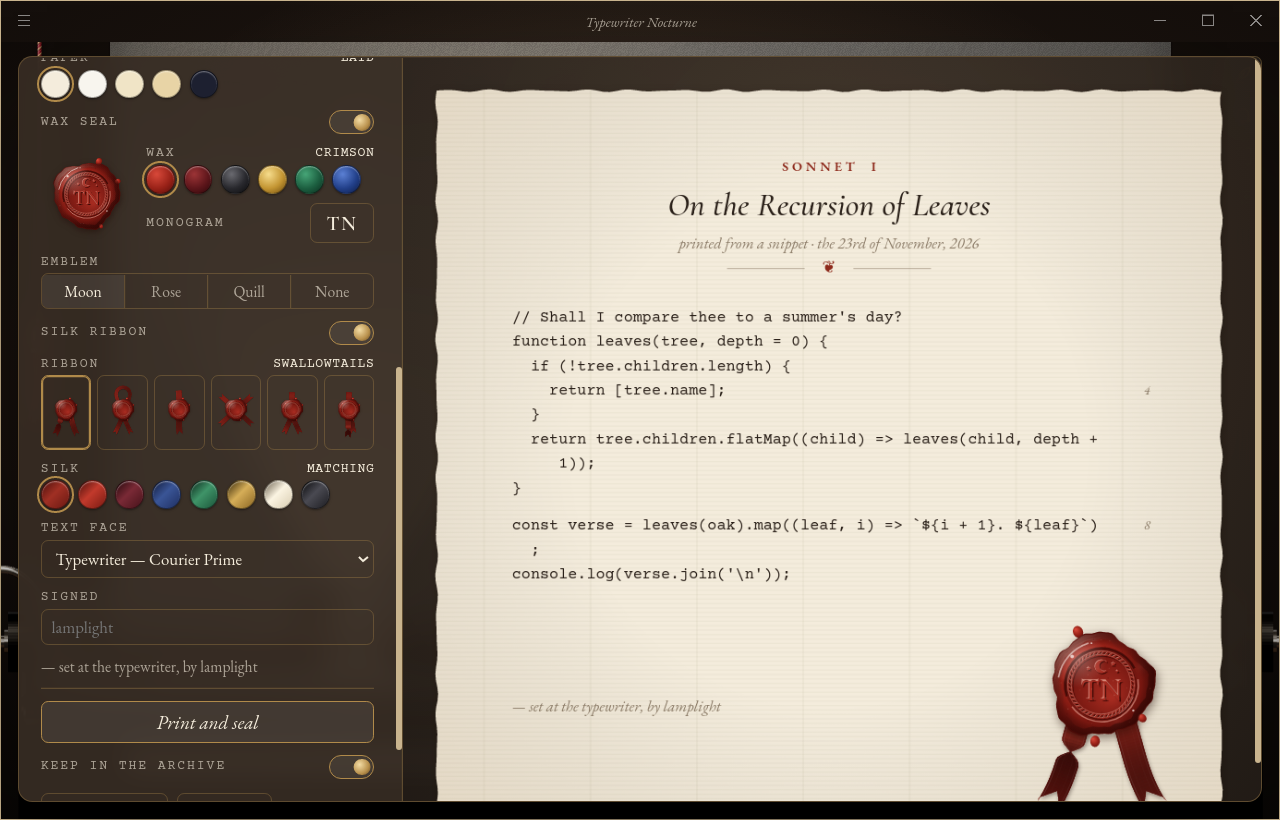 Typewriter Nocturne
PAPER LAID
WAX SEAL
WAX CRIMSON
TN
MONOGRAM TN
EMBLEM
Moon Rose Quill None
SILK RIBBON
RIBBON SWALLOWTAILS
SILK MATCHING
TEXT FACE
Typewriter — Courier Prime
SIGNED
lamplight
— set at the typewriter, by lamplight
Print and seal
KEEP IN THE ARCHIVE
SONNET I
On the Recursion of Leaves
printed from a snippet · the 23rd of November, 2026
// Shall I compare thee to a summer's day?
function leaves(tree, depth = 0) {
if (!tree.children.length) {
return [tree.name]; 4
}
return tree.children.flatMap((child) => leaves(child, depth +
1));
}
const verse = leaves(oak).map((leaf, i) => `${i + 1}. ${leaf}`) 8
;
console.log(verse.join('\n'));
— set at the typewriter, by lamplight
TN